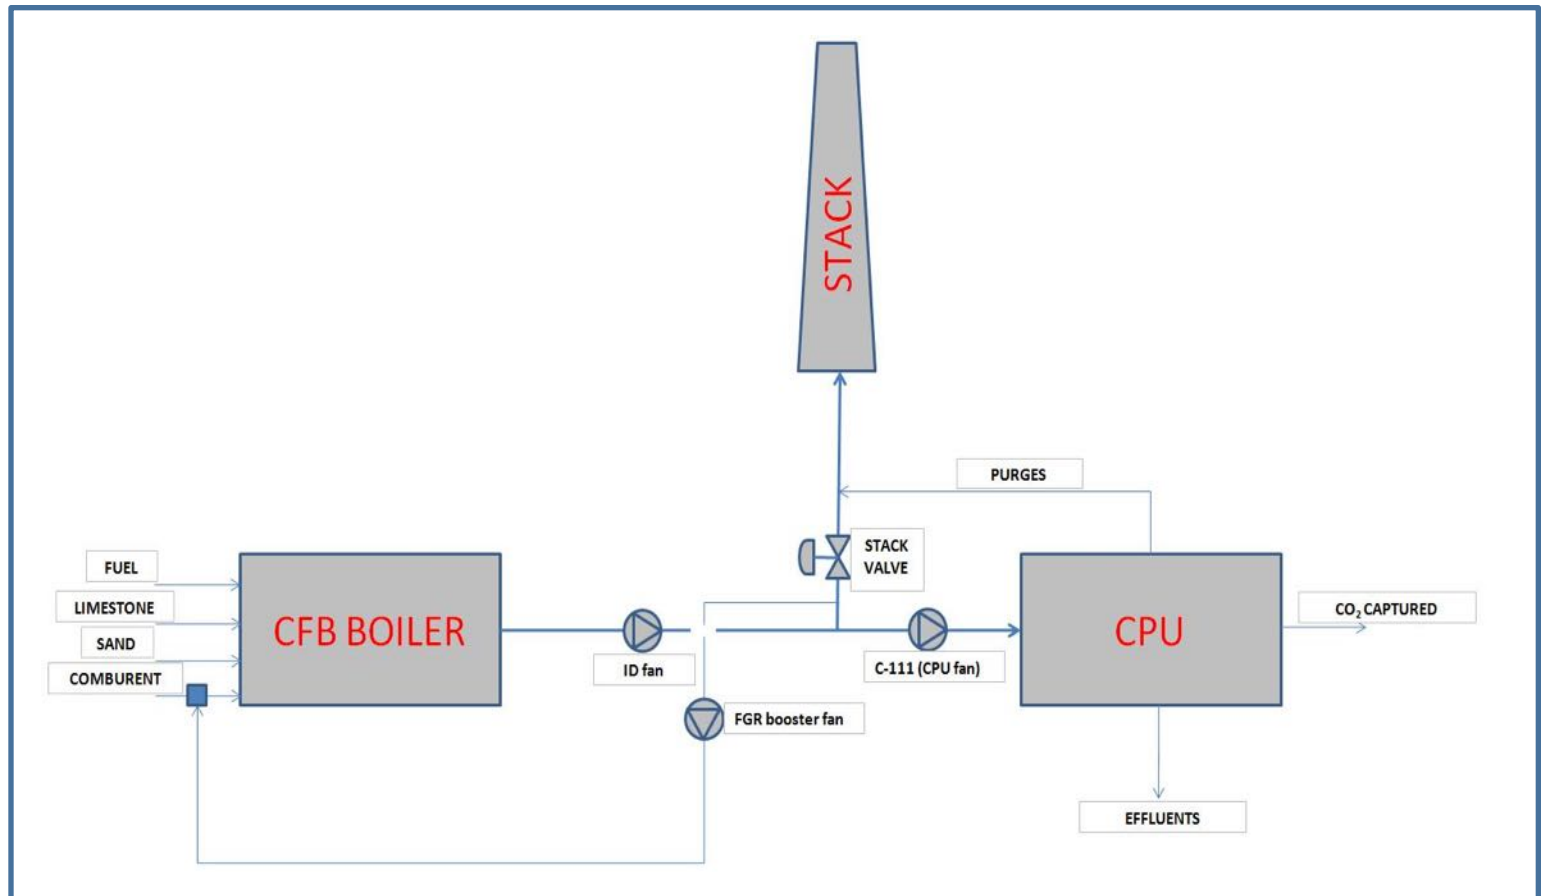 STACK
PURGES
STACK
VALVE
FUEL
LIMESTONE
SAND
COMBURENT
CFB BOILER
ID fan
C-111 (CPU fan)
CPU
CO₂ CAPTURED
FGR booster fan
EFFLUENTS